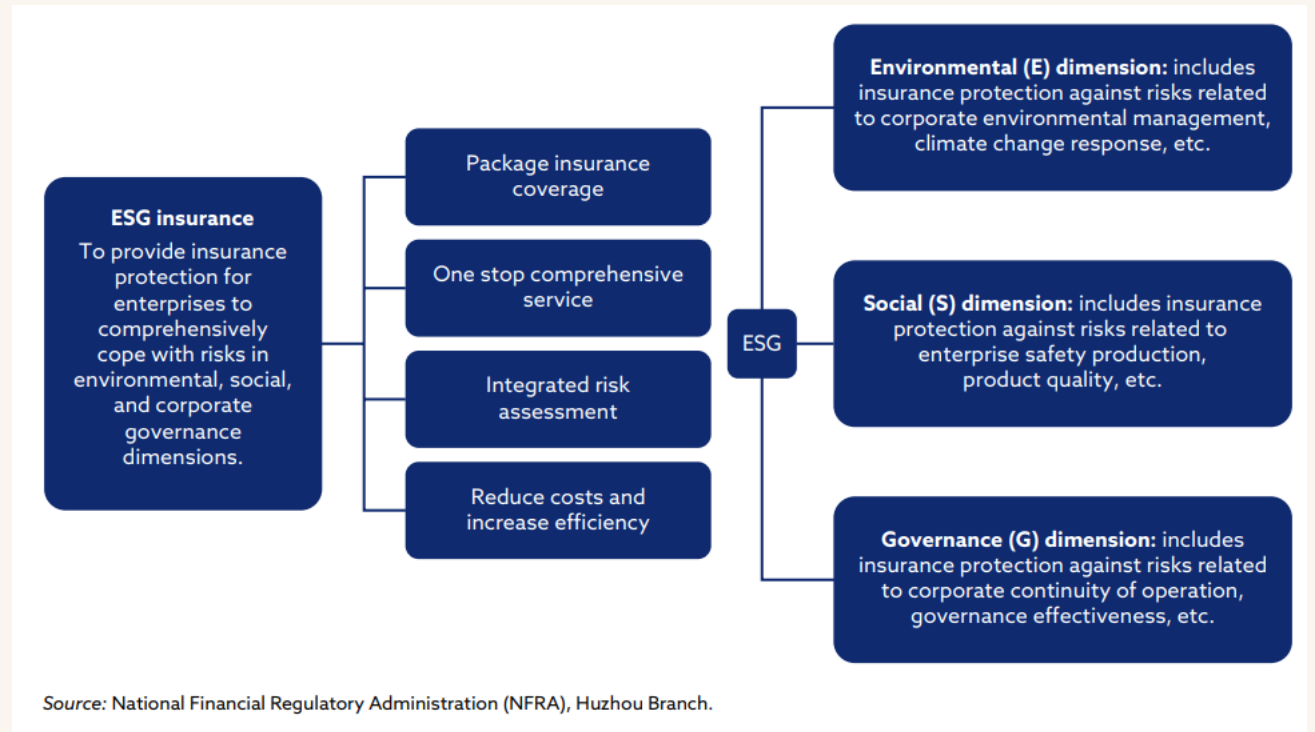 ESG insurance
To provide insurance
protection for
enterprises to
comprehensively
cope with risks in
environmental, social,
and corporate
governance
dimensions.
Package insurance
coverage
One stop comprehensive
service
Integrated risk
assessment
Reduce costs and
increase efficiency
ESG
Environmental (E) dimension: includes
insurance protection against risks related
to corporate environmental management,
climate change response, etc.
Social (S) dimension: includes insurance
protection against risks related to
enterprise safety production,
product quality, etc.
Governance (G) dimension: includes
insurance protection against risks related
to corporate continuity of operation,
governance effectiveness, etc.
Source: National Financial Regulatory Administration (NFRA), Huzhou Branch.